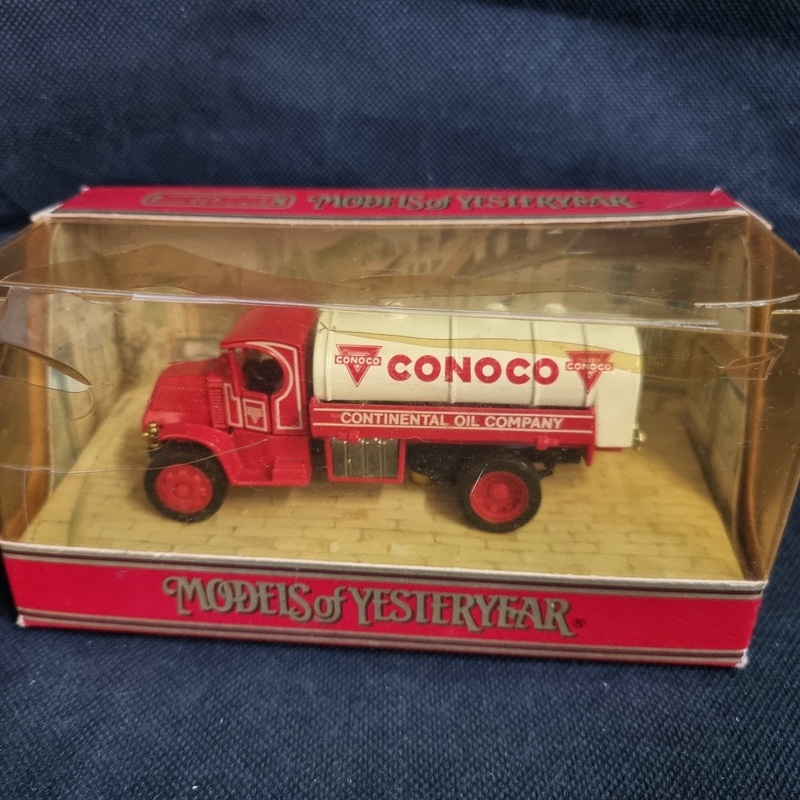 MODELS of YESTERYEAR
CONOCO
CONOCO
CONOCO
CONTINENTAL OIL COMPANY
MODELS of YESTERYEAR ®